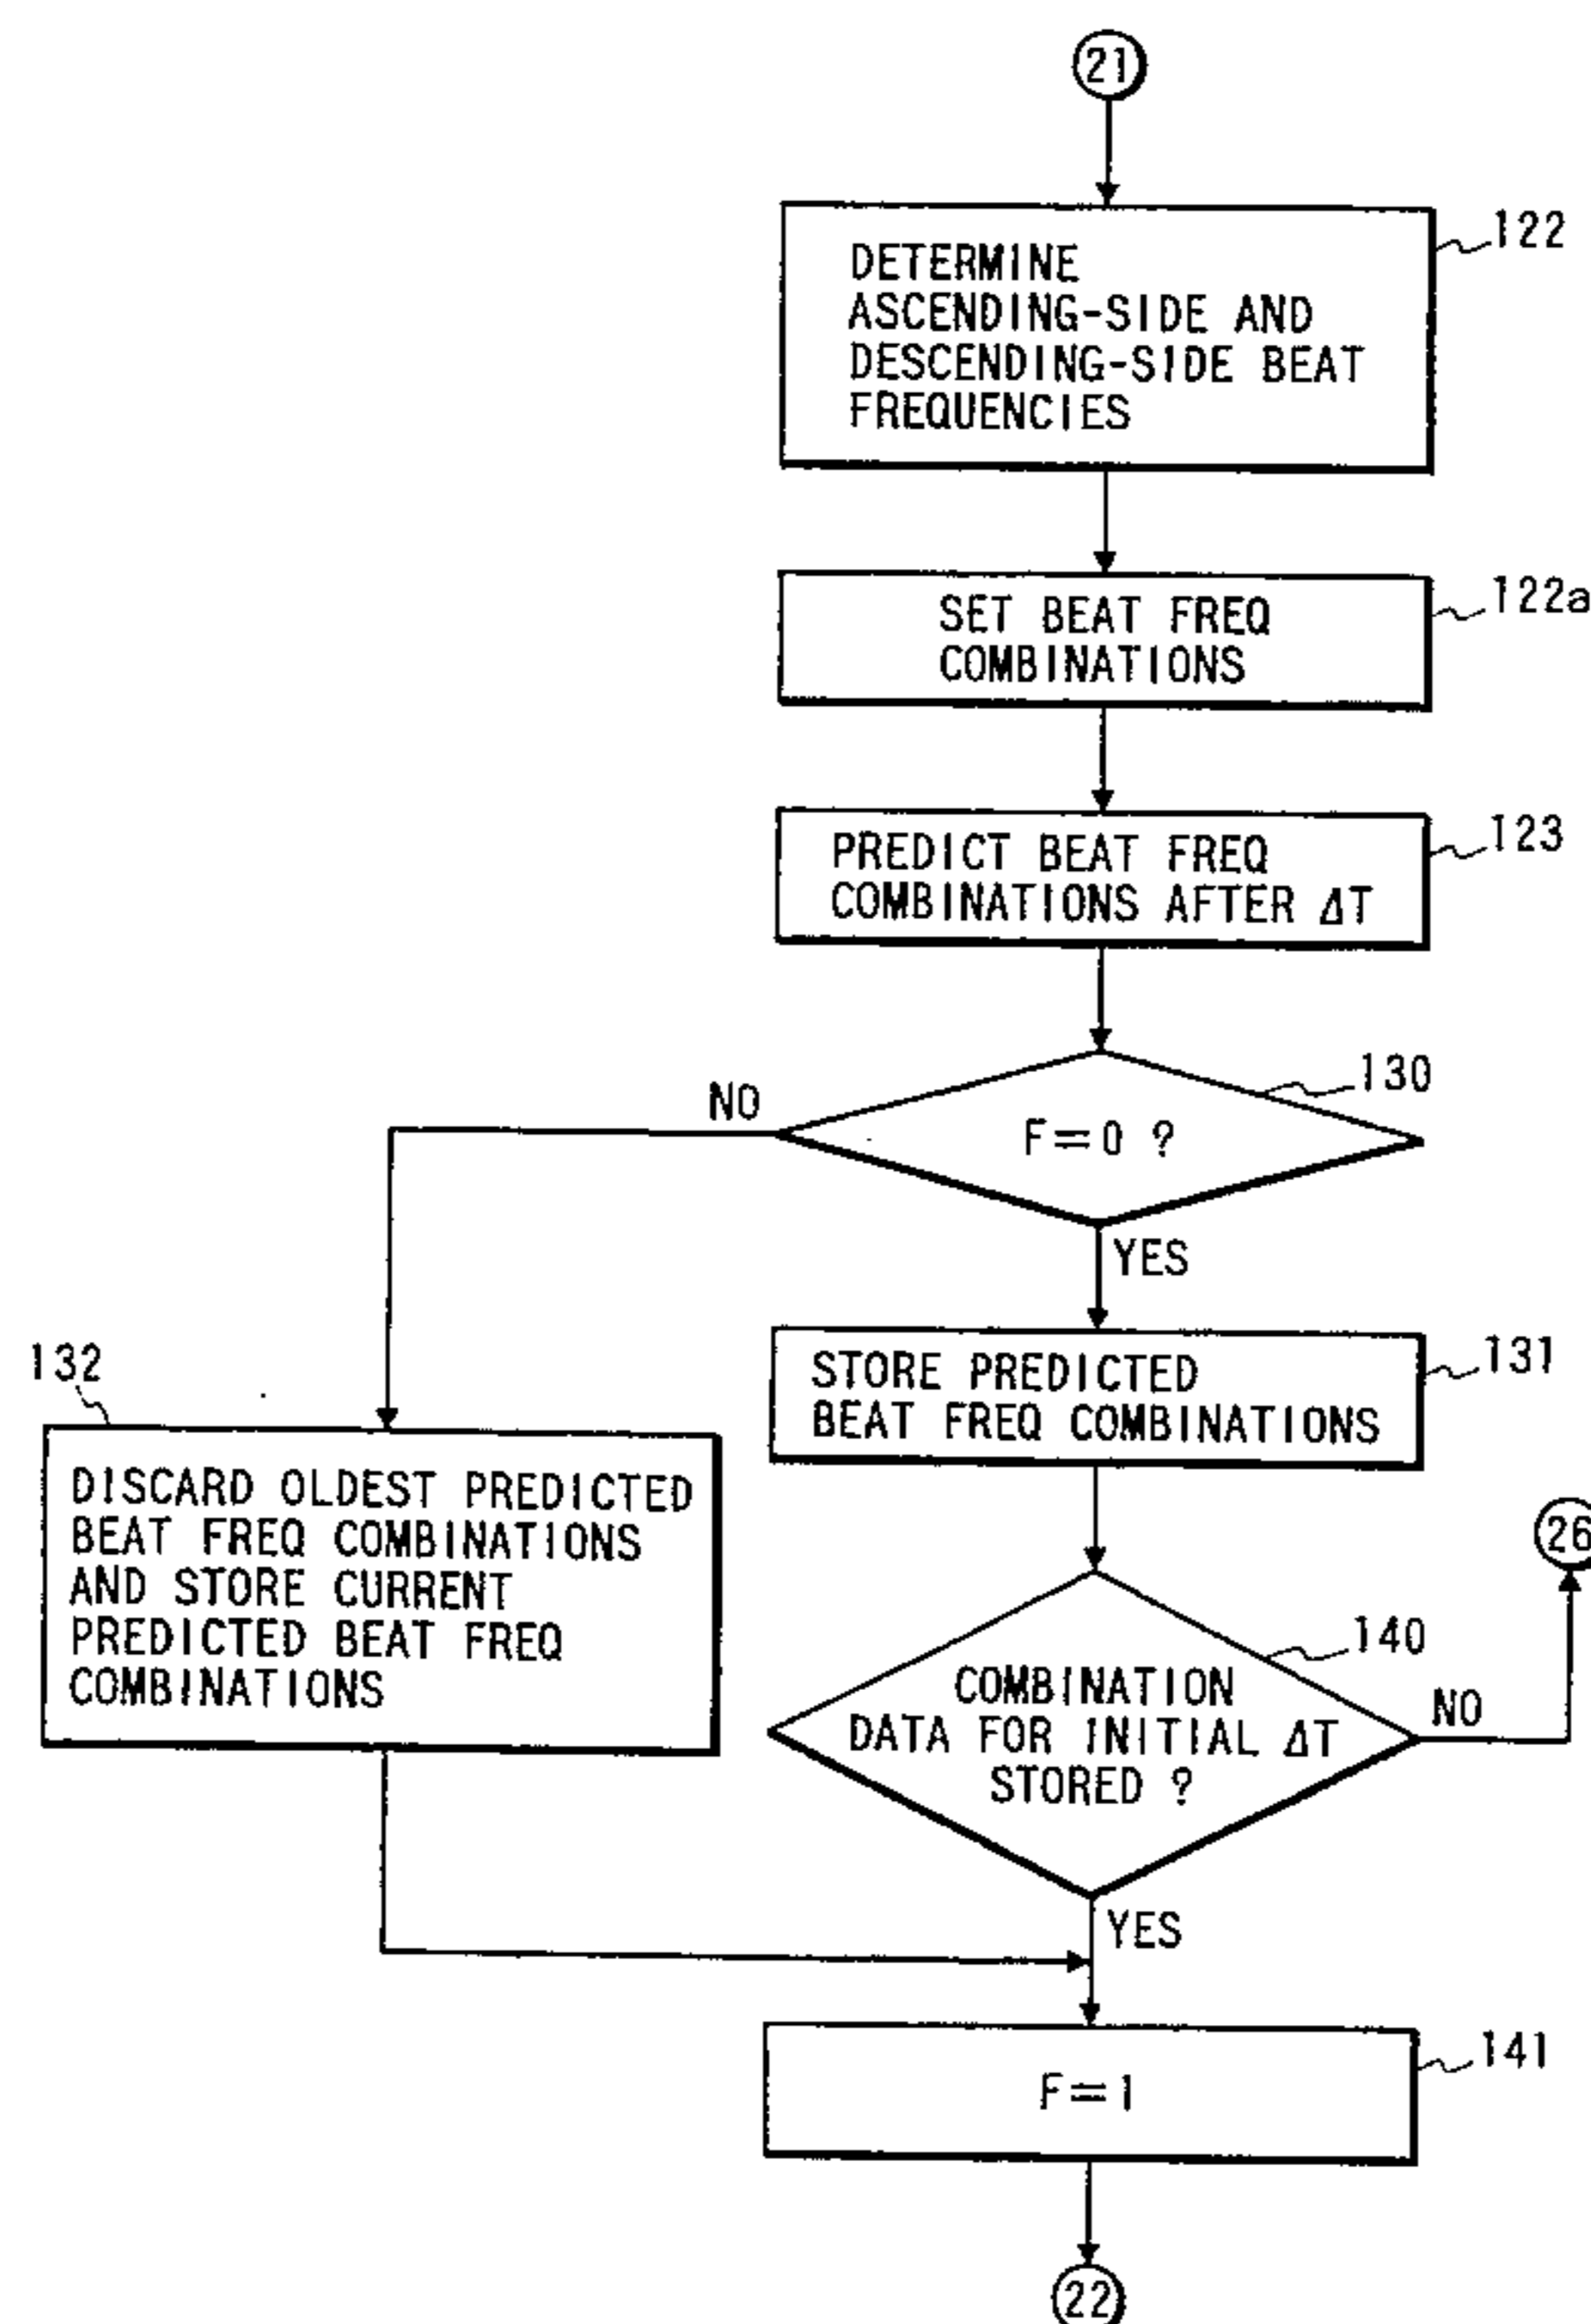 21
122
DETERMINE
ASCENDING-SIDE AND
DESCENDING-SIDE BEAT
FREQUENCIES
122a
SET BEAT FREQ
COMBINATIONS
123
PREDICT BEAT FREQ
COMBINATIONS AFTER ΔT
130
NO
F=0 ?
YES
132
131
STORE PREDICTED
BEAT FREQ COMBINATIONS
DISCARD OLDEST PREDICTED
BEAT FREQ COMBINATIONS
AND STORE CURRENT
PREDICTED BEAT FREQ
COMBINATIONS
26
140
COMBINATION
DATA FOR INITIAL ΔT
STORED ?
NO
YES
141
F=1
22